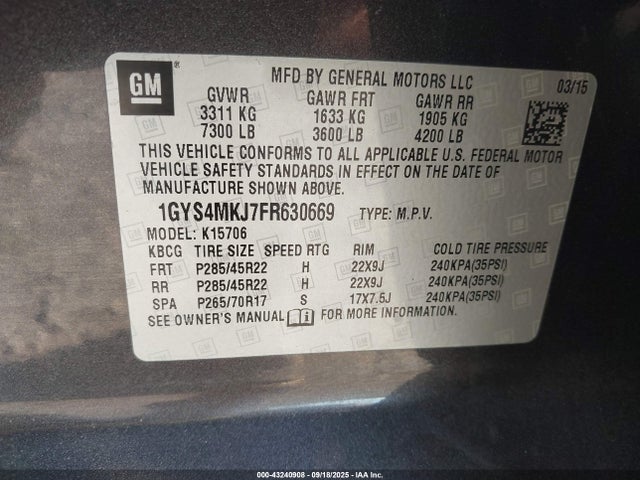 GM
®
MFD BY GENERAL MOTORS LLC
03/15
GVWR GAWR FRT GAWR RR
3311 KG 1633 KG 1905 KG
7300 LB 3600 LB 4200 LB
THIS VEHICLE CONFORMS TO ALL APPLICABLE U.S. FEDERAL MOTOR
VEHICLE SAFETY STANDARDS IN EFFECT ON THE DATE OF
MANUFACTURE SHOWN ABOVE.
1GYS4MKJ7FR630669 TYPE: M.P.V.
MODEL: K15706
KBCG TIRE SIZE SPEED RTG RIM COLD TIRE PRESSURE
FRT P285/45R22 H 22X9J 240KPA(35PSI)
RR P285/45R22 H 22X9J 240KPA(35PSI)
SPA P265/70R17 S 17X7.5J 240KPA(35PSI)
SEE OWNER'S MANUAL FOR MORE INFORMATION.
000-43240908 - 09/18/2025 - IAA Inc.